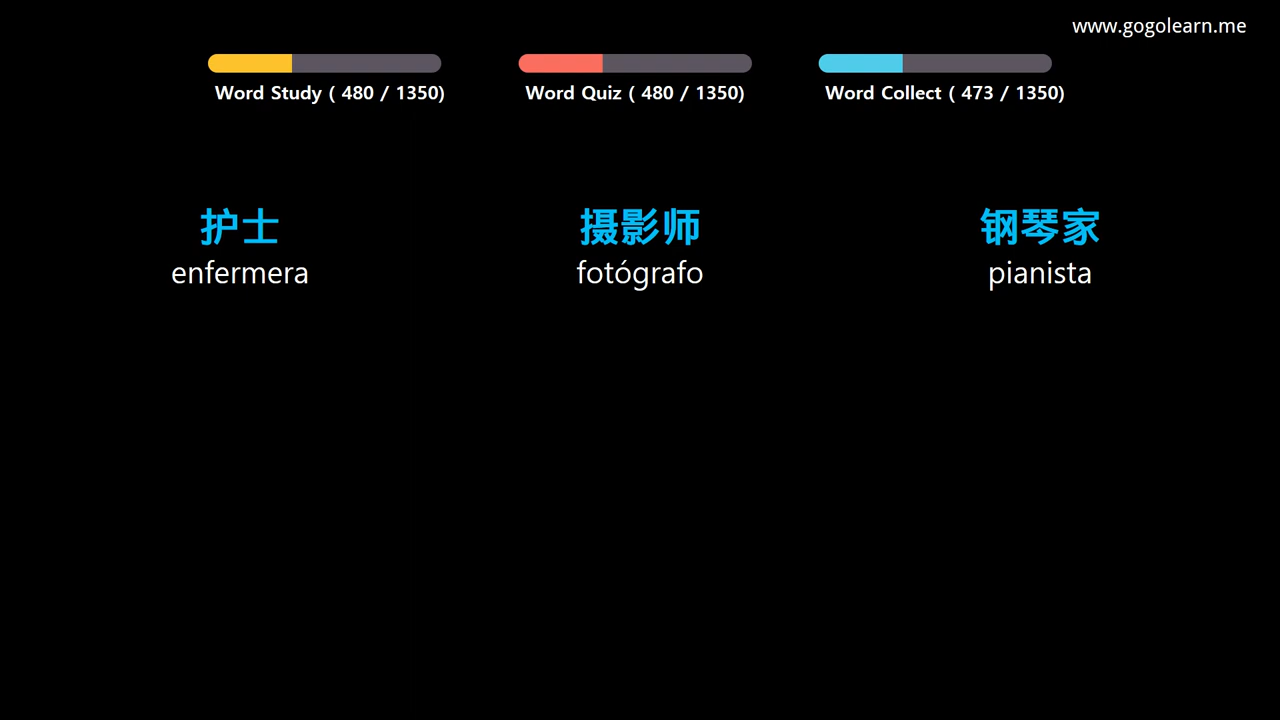 www.gogolearn.me
Word Study ( 480 / 1350)
Word Quiz ( 480 / 1350)
Word Collect ( 473 / 1350)
护士
enfermera
摄影师
fotógrafo
钢琴家
pianista